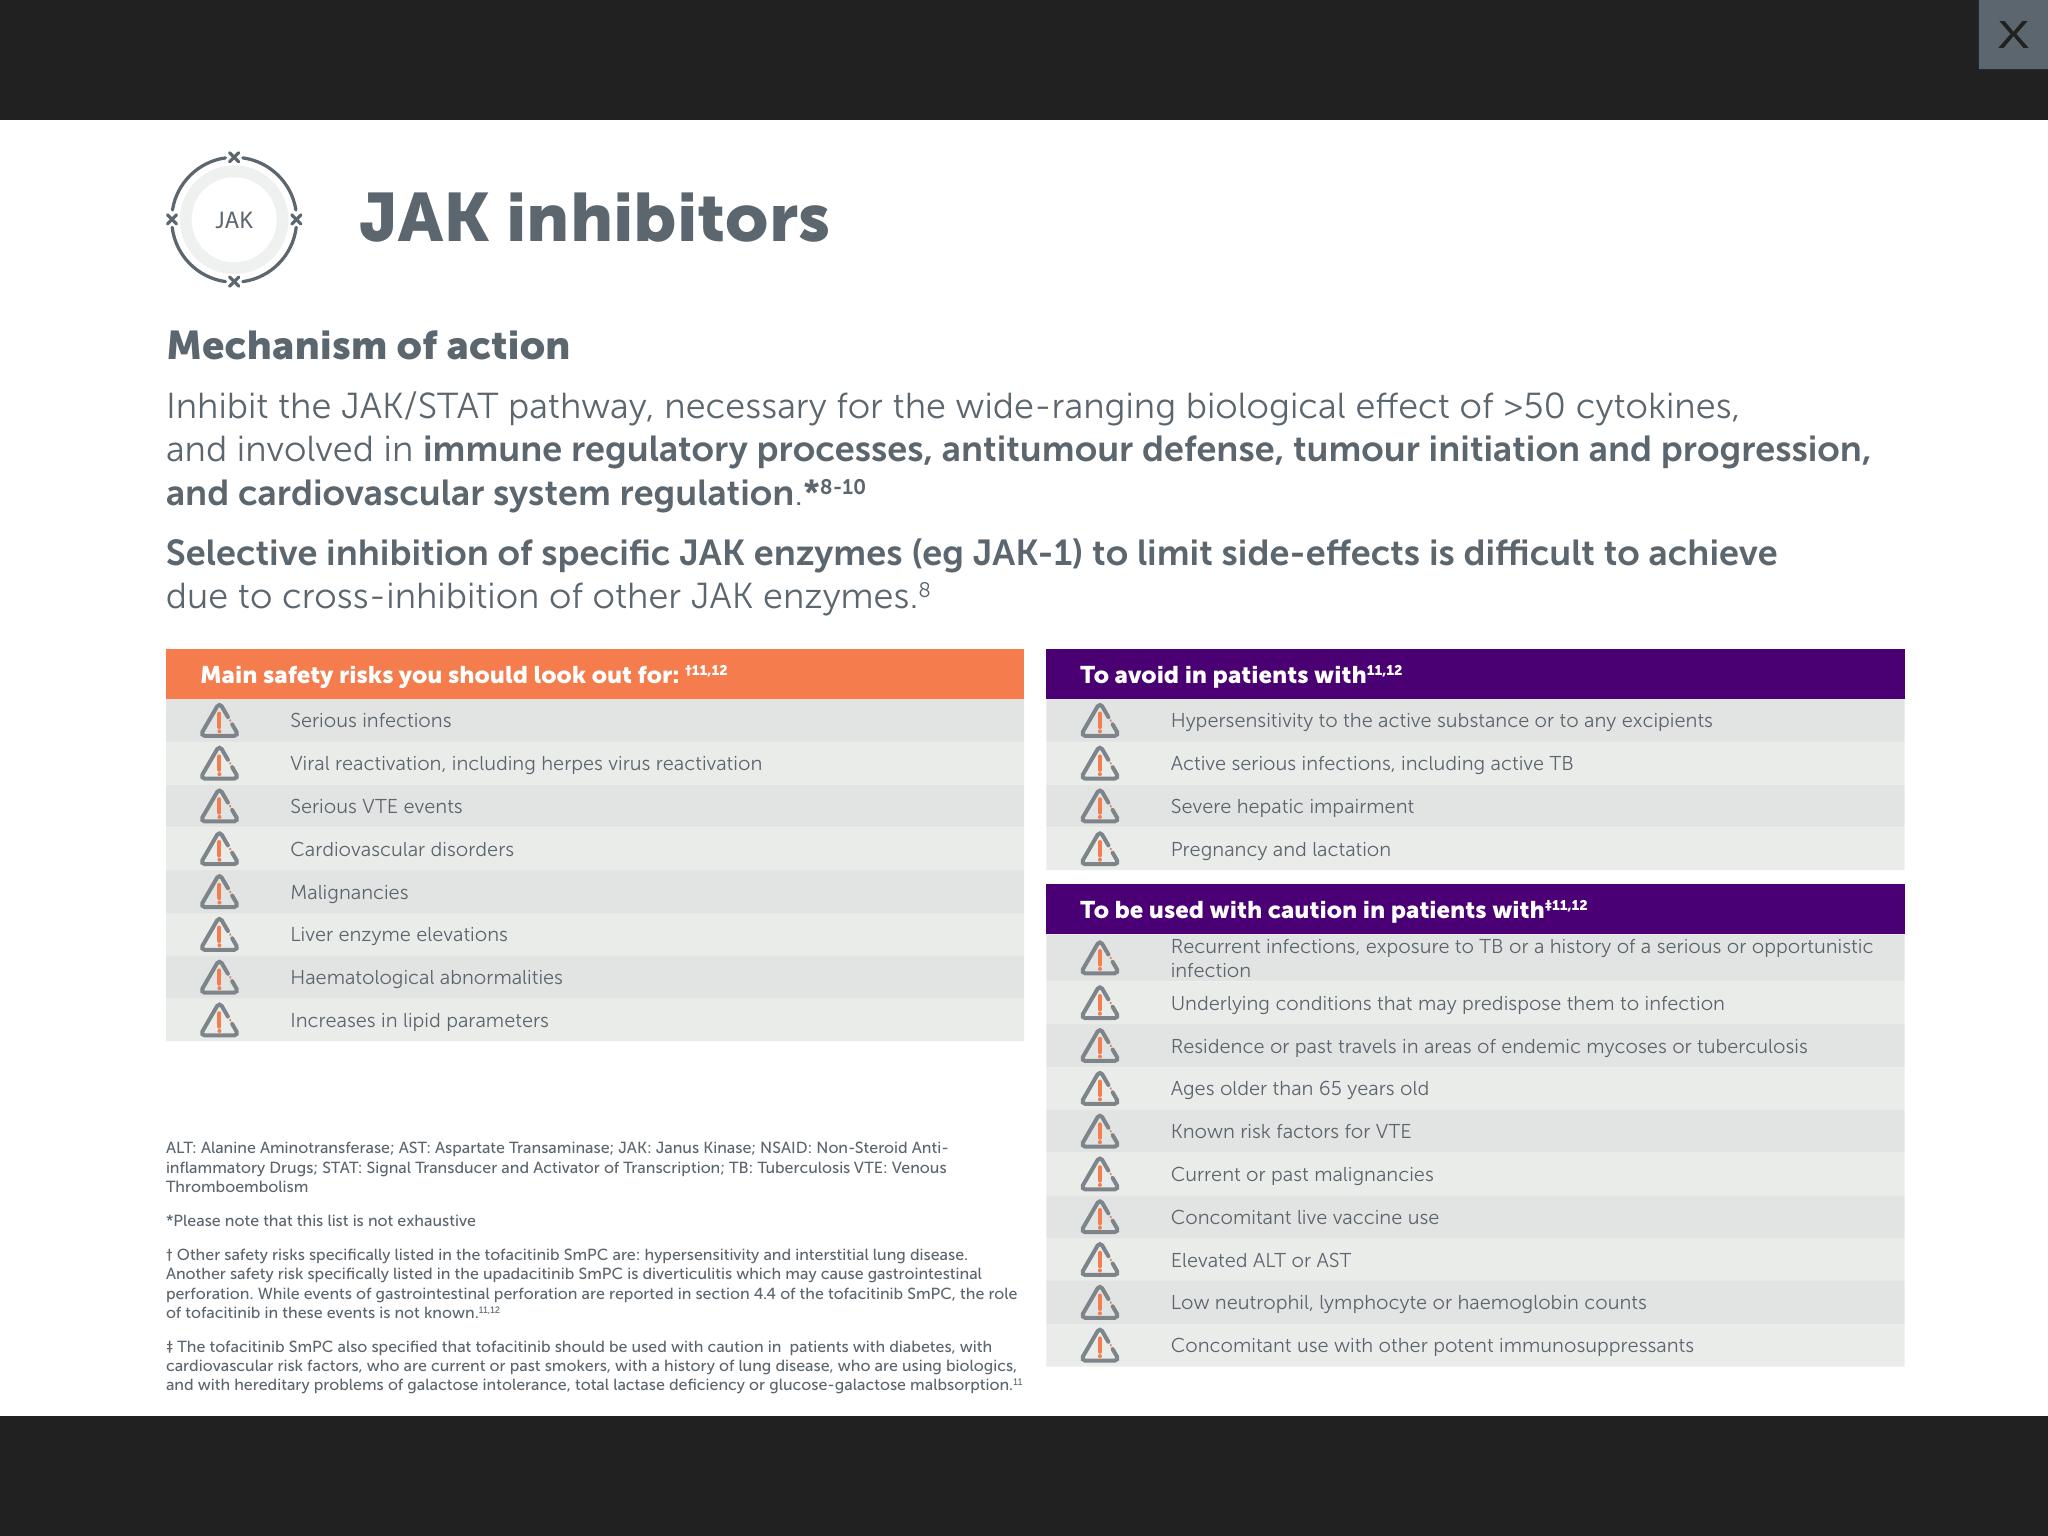 X
JAK
JAK inhibitors
Mechanism of action
Inhibit the JAK/STAT pathway, necessary for the wide-ranging biological effect of >50 cytokines,
and involved in immune regulatory processes, antitumour defense, tumour initiation and progression,
and cardiovascular system regulation.*8-10
Selective inhibition of specific JAK enzymes (eg JAK-1) to limit side-effects is difficult to achieve
due to cross-inhibition of other JAK enzymes.8
Main safety risks you should look out for: †11,12
Serious infections
Viral reactivation, including herpes virus reactivation
Serious VTE events
Cardiovascular disorders
Malignancies
Liver enzyme elevations
Haematological abnormalities
Increases in lipid parameters
ALT: Alanine Aminotransferase; AST: Aspartate Transaminase; JAK: Janus Kinase; NSAID: Non-Steroid Anti-
inflammatory Drugs; STAT: Signal Transducer and Activator of Transcription; TB: Tuberculosis VTE: Venous
Thromboembolism
*Please note that this list is not exhaustive
† Other safety risks specifically listed in the tofacitinib SmPC are: hypersensitivity and interstitial lung disease.
Another safety risk specifically listed in the upadacitinib SmPC is diverticulitis which may cause gastrointestinal
perforation. While events of gastrointestinal perforation are reported in section 4.4 of the tofacitinib SmPC, the role
of tofacitinib in these events is not known.11,12
‡ The tofacitinib SmPC also specified that tofacitinib should be used with caution in  patients with diabetes, with
cardiovascular risk factors, who are current or past smokers, with a history of lung disease, who are using biologics,
and with hereditary problems of galactose intolerance, total lactase deficiency or glucose-galactose malbsorption.11
To avoid in patients with11,12
Hypersensitivity to the active substance or to any excipients
Active serious infections, including active TB
Severe hepatic impairment
Pregnancy and lactation
To be used with caution in patients with‡11,12
Recurrent infections, exposure to TB or a history of a serious or opportunistic
infection
Underlying conditions that may predispose them to infection
Residence or past travels in areas of endemic mycoses or tuberculosis
Ages older than 65 years old
Known risk factors for VTE
Current or past malignancies
Concomitant live vaccine use
Elevated ALT or AST
Low neutrophil, lymphocyte or haemoglobin counts
Concomitant use with other potent immunosuppressants